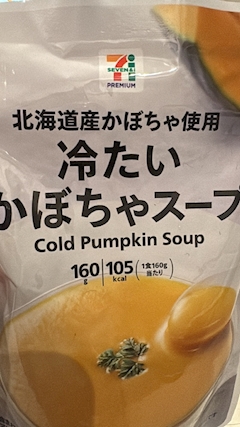 7i
SEVEN&i
PREMIUM
北海道産かぼちゃ使用
冷たい
かぼちゃスープ
Cold Pumpkin Soup
160g 105kcal (1食160g当たり)